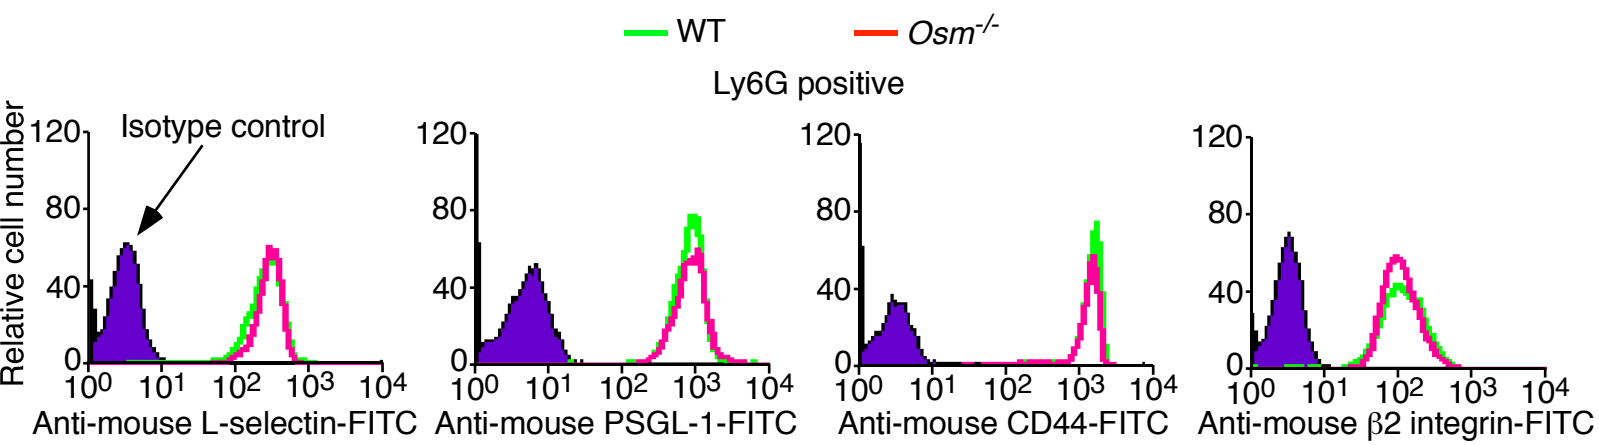 WT
Osm-/-
Ly6G positive
Relative cell number
Isotype control
120
80
40
0
10⁰ 10¹ 10² 10³ 10⁴
Anti-mouse L-selectin-FITC
120
80
40
0
10⁰ 10¹ 10² 10³ 10⁴
Anti-mouse PSGL-1-FITC
120
80
40
0
10⁰ 10¹ 10² 10³ 10⁴
Anti-mouse CD44-FITC
120
80
40
0
10⁰ 10¹ 10² 10³ 10⁴
Anti-mouse β2 integrin-FITC